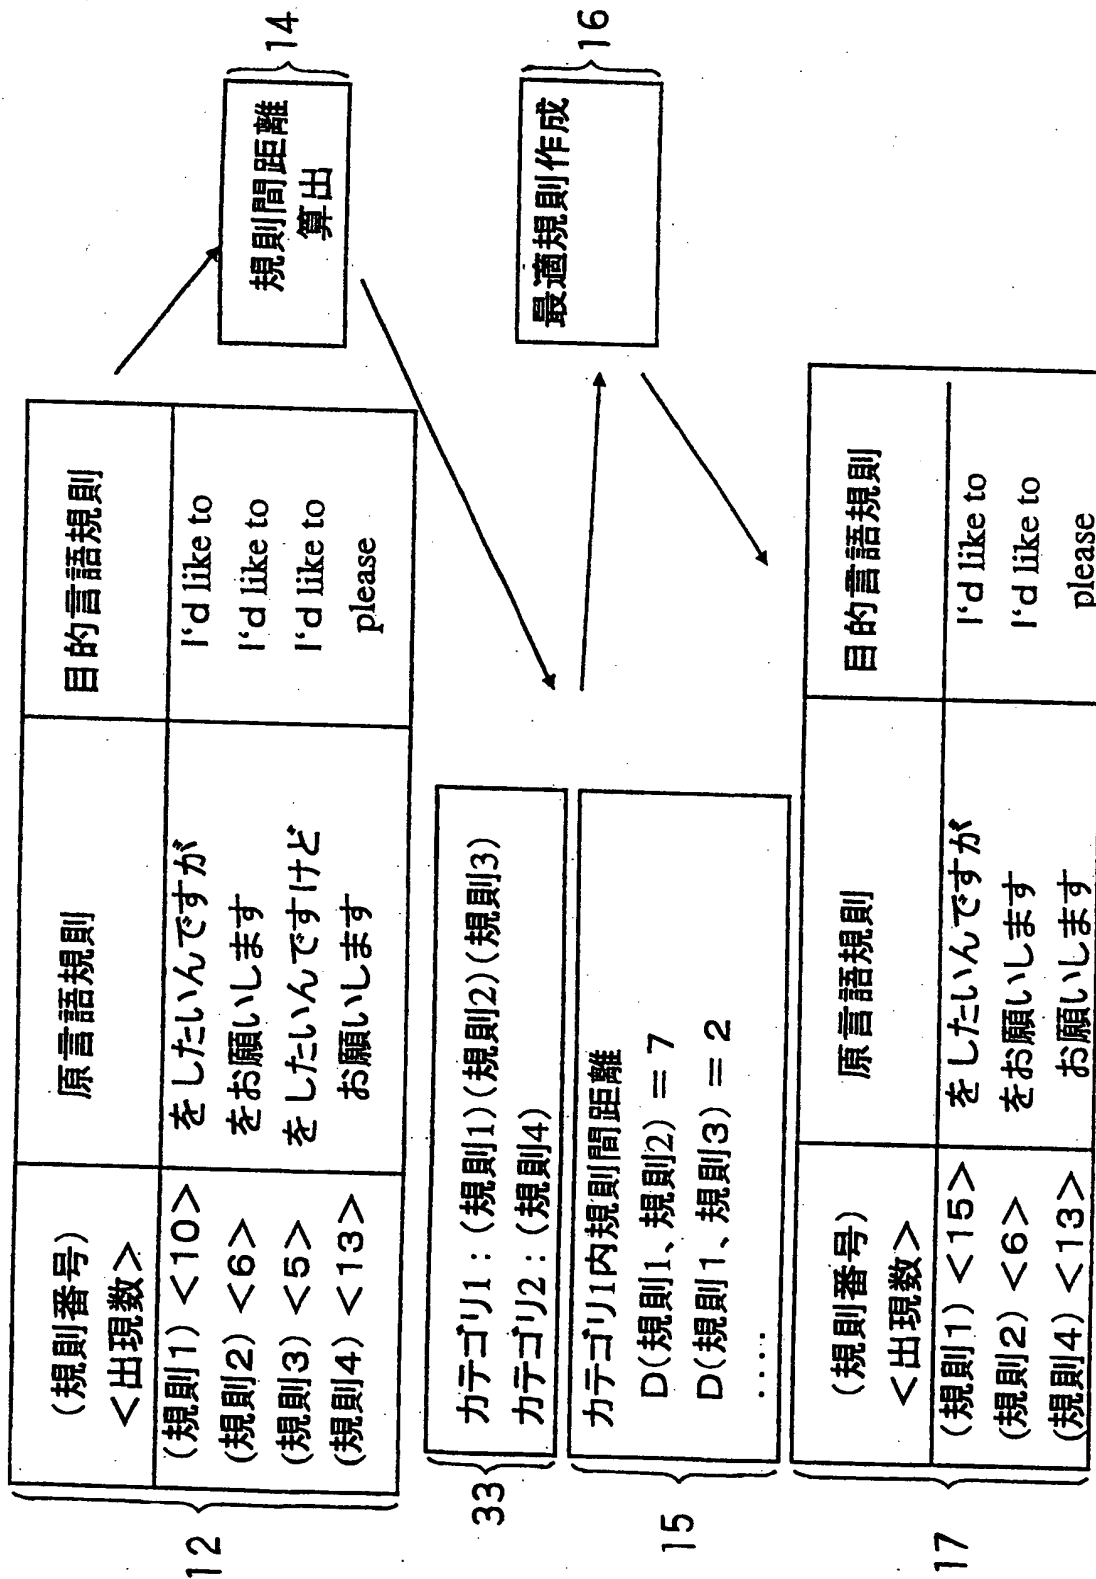 12
(規則番号) 原言語規則 目的言語規則
<出現数>
(規則1) <10> をしたいんですが I‘d like to
(規則2) <6> をお願いします I‘d like to
(規則3) <5> をしたいんですけど I‘d like to
(規則4) <13> お願いします please
規則間距離
算出
14
33
カテゴリ1 : (規則1)(規則2)(規則3)
カテゴリ2 : (規則4)
15
カテゴリ1内規則間距離
D(規則1、規則2) = 7
D(規則1、規則3) = 2
....
最適規則作成
16
17
(規則番号) 原言語規則 目的言語規則
<出現数>
(規則1) <15> をしたいんですが I‘d like to
(規則2) <6> をお願いします I‘d like to
(規則4) <13> お願いします please